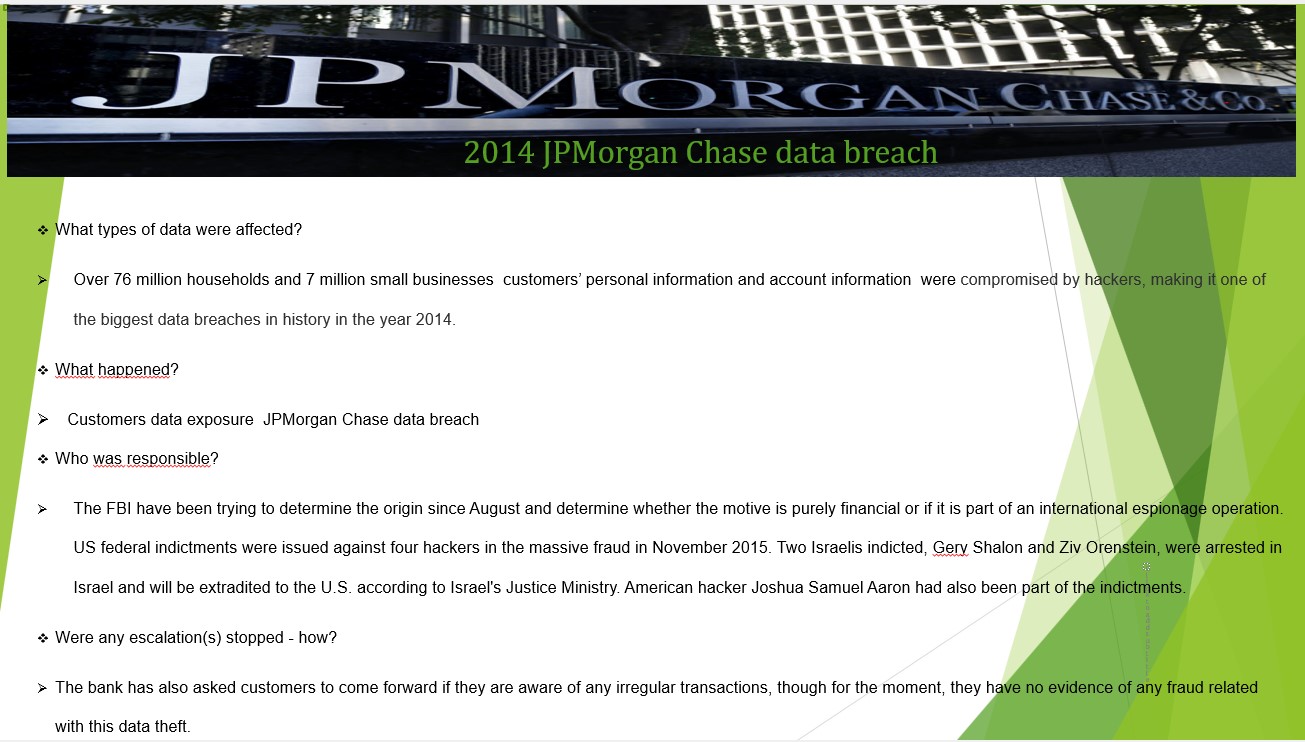 JPMORGAN CHASE & CO.
2014 JPMorgan Chase data breach
❖ What types of data were affected?
➢ Over 76 million households and 7 million small businesses  customers’ personal information and account information  were compromised by hackers, making it one of
the biggest data breaches in history in the year 2014.
❖ What happened?
➢ Customers data exposure  JPMorgan Chase data breach
❖ Who was responsible?
➢ The FBI have been trying to determine the origin since August and determine whether the motive is purely financial or if it is part of an international espionage operation.
US federal indictments were issued against four hackers in the massive fraud in November 2015. Two Israelis indicted, Gery Shalon and Ziv Orenstein, were arrested in
Israel and will be extradited to the U.S. according to Israel's Justice Ministry. American hacker Joshua Samuel Aaron had also been part of the indictments.
❖ Were any escalation(s) stopped - how?
➢ The bank has also asked customers to come forward if they are aware of any irregular transactions, though for the moment, they have no evidence of any fraud related
with this data theft.